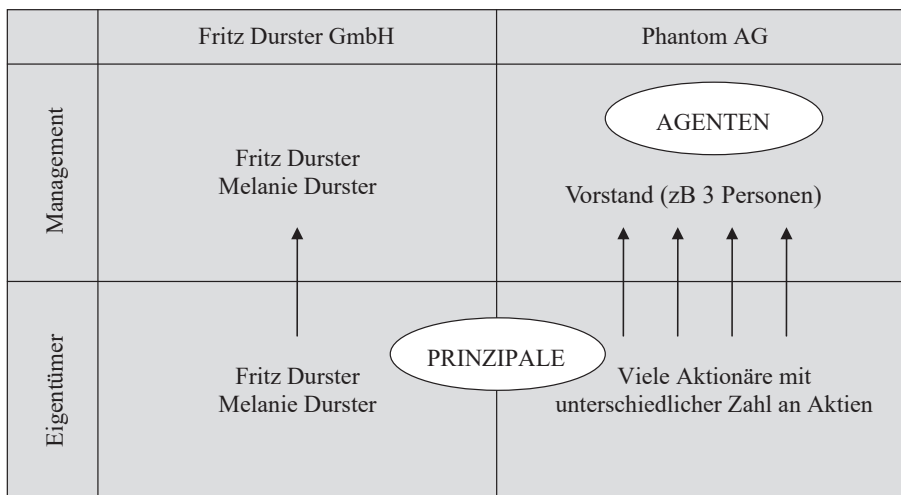 Fritz Durster GmbH
Phantom AG
Management
Fritz Durster
Melanie Durster
AGENTEN
Vorstand (zB 3 Personen)
Eigentümer
Fritz Durster
Melanie Durster
PRINZIPALE
Viele Aktionäre mit
unterschiedlicher Zahl an Aktien